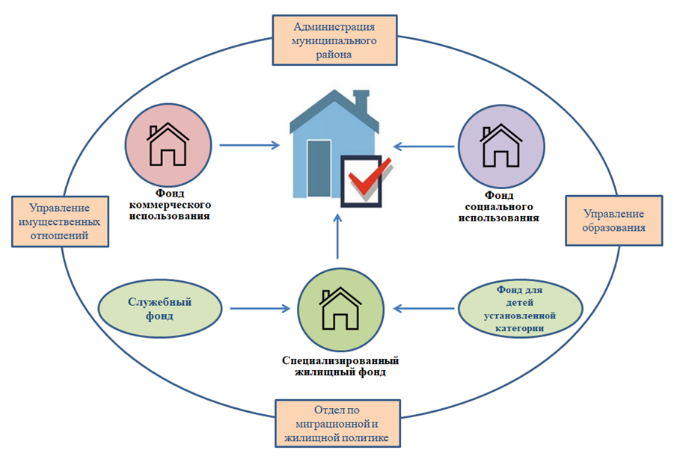 Администрация
муниципального
района
Фонд
коммерческого
использования
Фонд
социального
использования
Управление
имущественных
отношений
Управление
образования
Служебный
фонд
Фонд для
детей
установленной
категории
Специализированный
жилищный фонд
Отдел по
миграционной и
жилищной политике